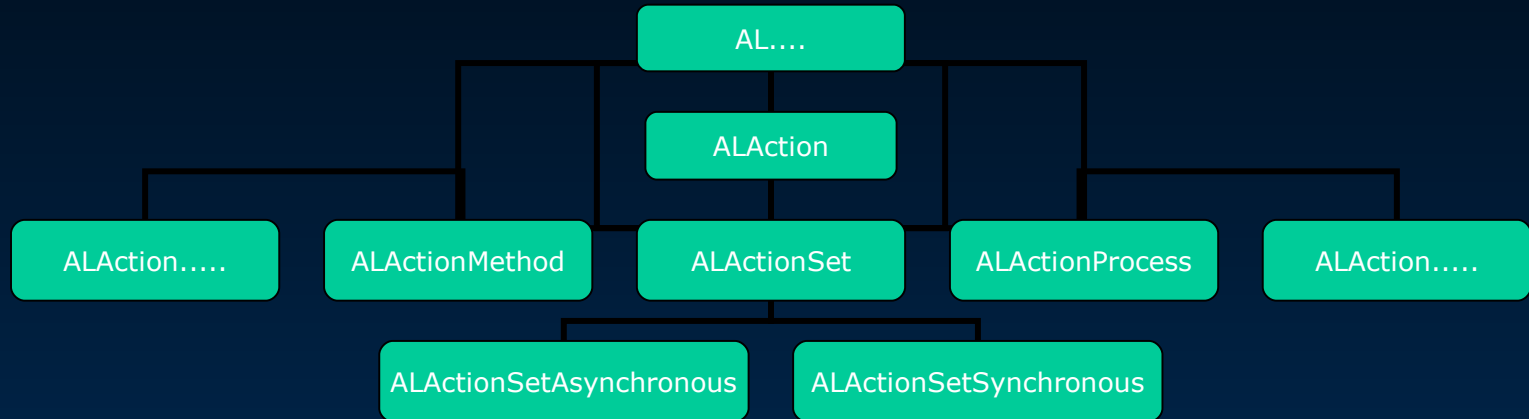 AL....
ALAction
ALAction.....
ALActionMethod
ALActionSet
ALActionProcess
ALAction.....
ALActionSetAsynchronous
ALActionSetSynchronous